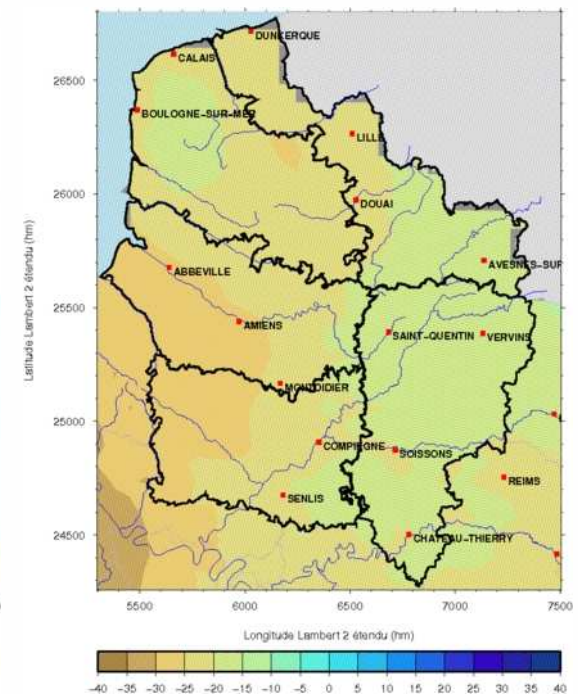 DUNKERQUE
26500
CALAIS
BOULOGNE-SUR-MER
LILLE
26000
DOUAI
AVESNES-SUR
ABBEVILLE
25500
AMIENS
SAINT-QUENTIN
VERVINS
MONTDIDIER
25000
COMPIEGNE
SOISSONS
REIMS
SENLIS
24500
CHATEAU-THIERRY
Latitude Lambert 2 étendu (hm)
5500 6000 6500 7000 7500
Longitude Lambert 2 étendu (hm)
-40 -35 -30 -25 -20 -15 -10 -5 0 5 10 15 20 25 30 35 40